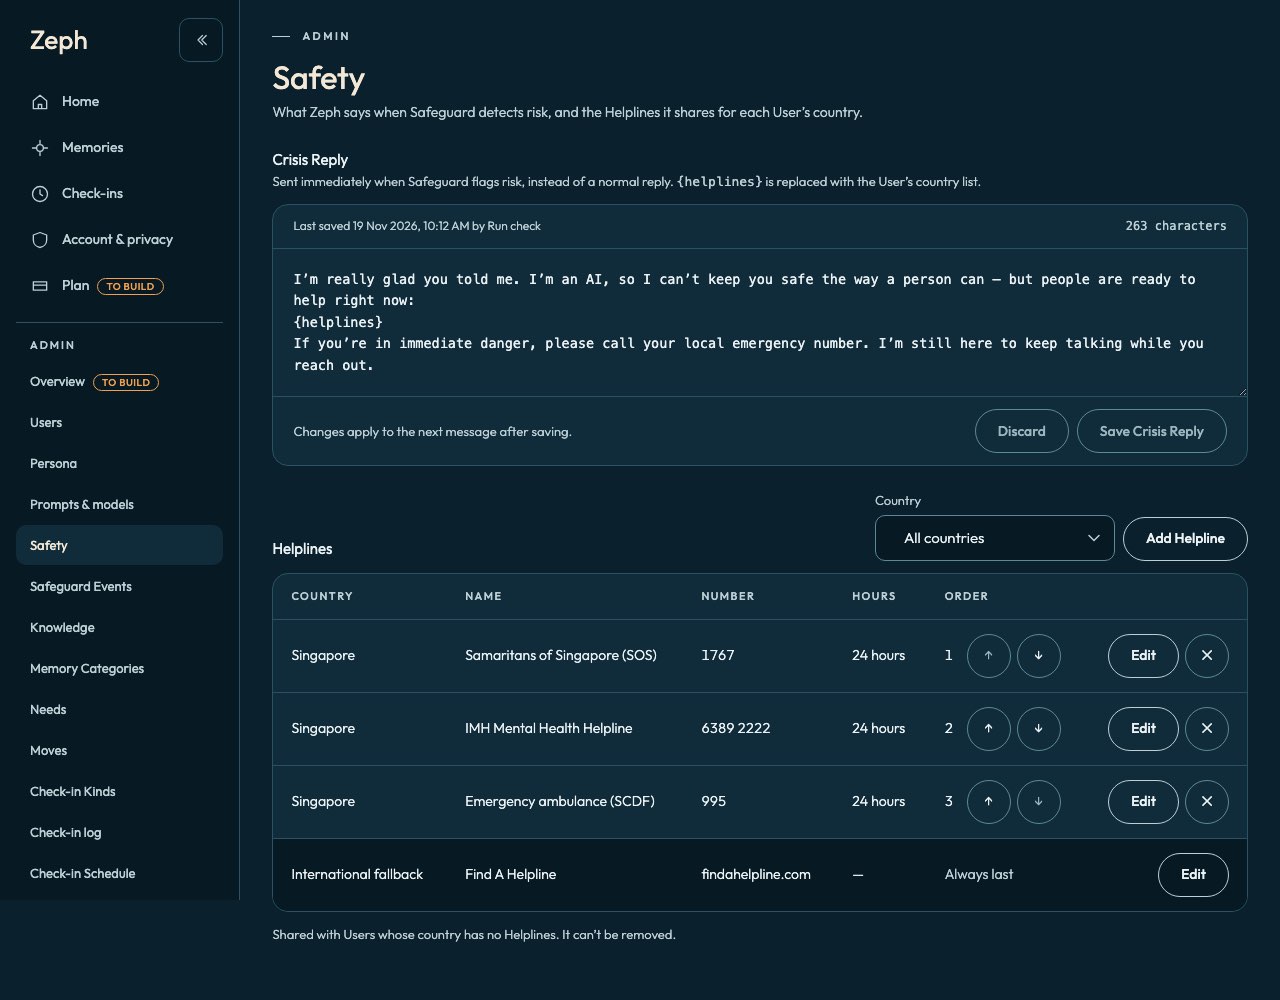 Zeph
Home
Memories
Check-ins
Account & privacy
Plan TO BUILD
ADMIN
Overview TO BUILD
Users
Persona
Prompts & models
Safety
Safeguard Events
Knowledge
Memory Categories
Needs
Moves
Check-in Kinds
Check-in log
Check-in Schedule
ADMIN
Safety
What Zeph says when Safeguard detects risk, and the Helplines it shares for each User’s country.
Crisis Reply
Sent immediately when Safeguard flags risk, instead of a normal reply. {helplines} is replaced with the User’s country list.
Last saved 19 Nov 2026, 10:12 AM by Run check 263 characters
I’m really glad you told me. I’m an AI, so I can’t keep you safe the way a person can — but people are ready to
help right now:
{helplines}
If you’re in immediate danger, please call your local emergency number. I’m still here to keep talking while you
reach out.
Changes apply to the next message after saving. Discard Save Crisis Reply
Country
Helplines All countries Add Helpline
COUNTRY NAME NUMBER HOURS ORDER
Singapore Samaritans of Singapore (SOS) 1767 24 hours 1 ↑ ↓ Edit ✕
Singapore IMH Mental Health Helpline 6389 2222 24 hours 2 ↑ ↓ Edit ✕
Singapore Emergency ambulance (SCDF) 995 24 hours 3 ↑ ↓ Edit ✕
International fallback Find A Helpline findahelpline.com — Always last Edit
Shared with Users whose country has no Helplines. It can’t be removed.